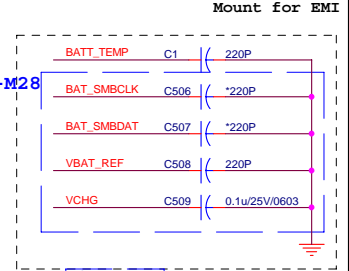 Mount for EMI
BATT_TEMP C1 220P
-M28
BAT_SMBCLK C506 *220P
BAT_SMBDAT C507 *220P
VBAT_REF C508 220P
VCHG C509 0.1u/25V/0603